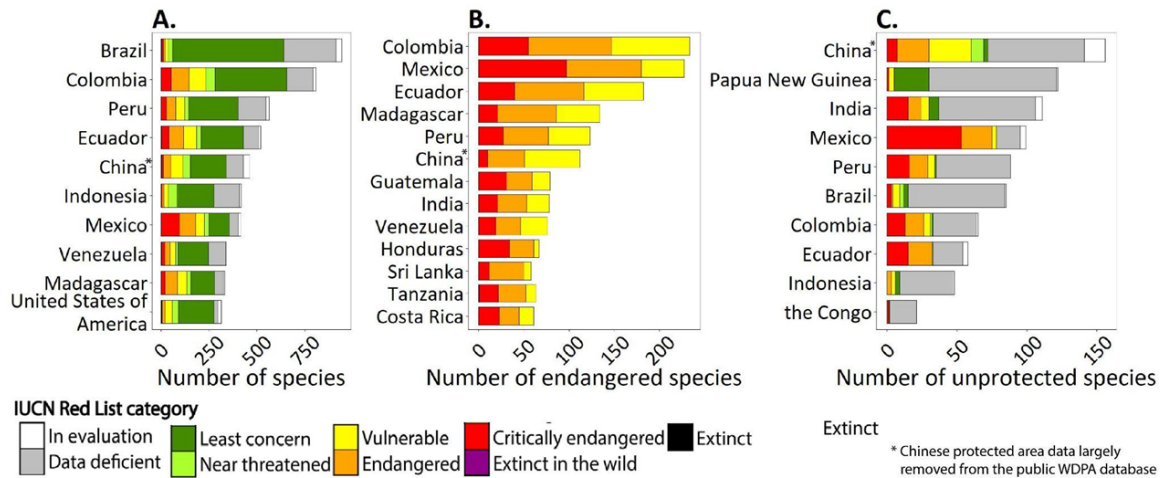 A.
Brazil
Colombia
Peru
Ecuador
China*
Indonesia
Mexico
Venezuela
Madagascar
United States of
America
0
250
500
750
Number of species
B.
Colombia
Mexico
Ecuador
Madagascar
Peru
China*
Guatemala
India
Venezuela
Honduras
Sri Lanka
Tanzania
Costa Rica
0
50
100
150
200
Number of endangered species
C.
China*
Papua New Guinea
India
Mexico
Peru
Brazil
Colombia
Ecuador
Indonesia
the Congo
0
50
100
150
Number of unprotected species
IUCN Red List category
In evaluation
Data deficient
Least concern
Near threatened
Vulnerable
Endangered
Critically endangered
Extinct in the wild
Extinct
Extinct
* Chinese protected area data largely
removed from the public WDPA database